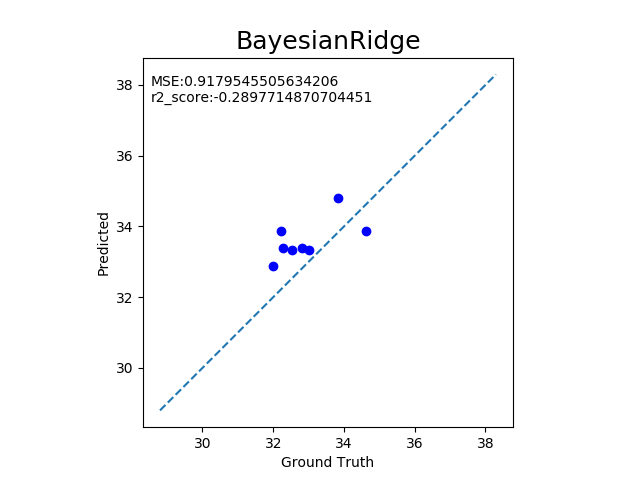 BayesianRidge
MSE:0.9179545505634206
r2_score:-0.2897714870704451
38
36
34
32
30
Predicted
30 32 34 36 38
Ground Truth